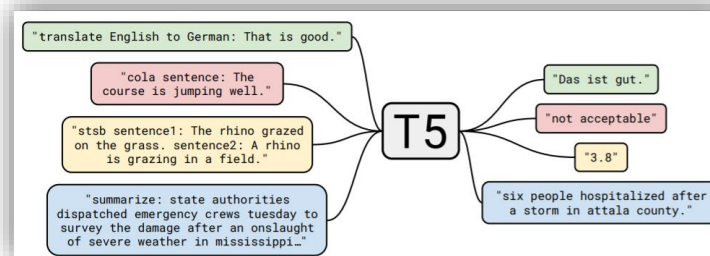 "translate English to German: That is good."
"cola sentence: The
course is jumping well."
"stsb sentence1: The rhino grazed
on the grass. sentence2: A rhino
is grazing in a field."
"summarize: state authorities
dispatched emergency crews tuesday to
survey the damage after an onslaught
of severe weather in mississippi…"
T5
"Das ist gut."
"not acceptable"
"3.8"
"six people hospitalized after
a storm in attala county."